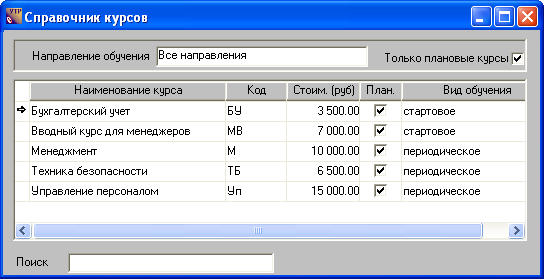 УТР Справочник курсов
Направление обучения Все направления Только плановые курсы
Наименование курса Код Стоим. (руб) План. Вид обучения
Бухгалтерский учет БУ 3 500.00 стартовое
Вводный курс для менеджеров МВ 7 000.00 стартовое
Менеджмент М 10 000.00 периодическое
Техника безопасности ТБ 6 500.00 периодическое
Управление персоналом Уп 15 000.00 периодическое
Поиск